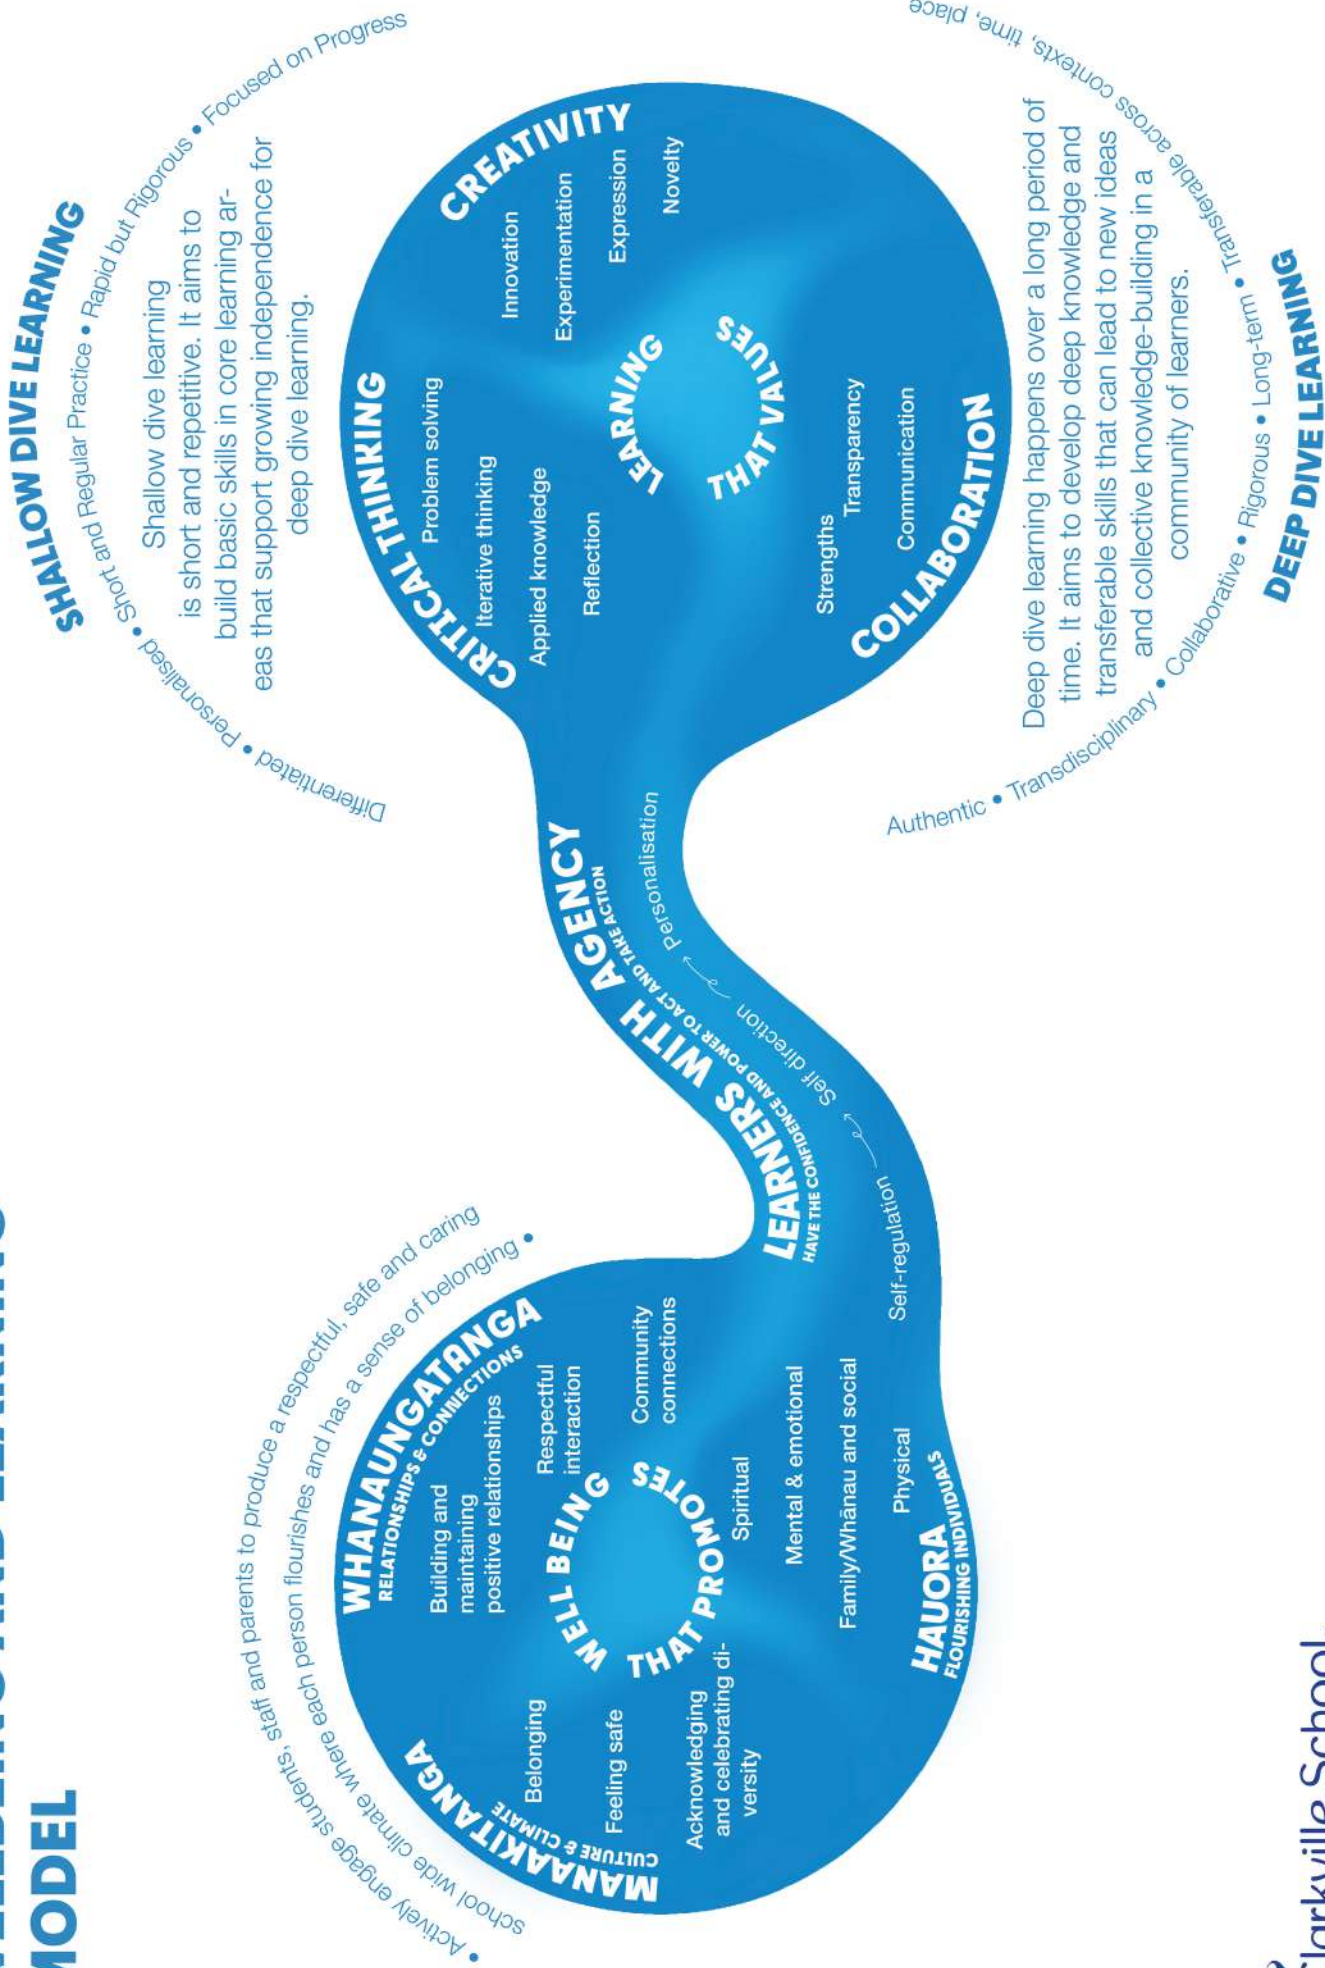 WELLBEING AND LEARNING
MODEL
• Actively engage students, staff and parents to produce a respectful, safe and caring
school wide climate where each person flourishes and has a sense of belonging •
MANAAKITANGA
CULTURE & CLIMATE
Belonging
Feeling safe
Acknowledging
and celebrating di-
versity
WHANAUNGATANGA
RELATIONSHIPS & CONNECTIONS
Building and
maintaining
positive relationships
Respectful
interaction
Community
connections
WELL BEING
THAT PROMOTES
Spiritual
Mental & emotional
Family/Whānau and social
Physical
HAUORA
FLOURISHING INDIVIDUALS
LEARNERS WITH AGENCY
HAVE THE CONFIDENCE AND POWER TO ACT AND TAKE ACTION
Self-regulation
Self direction
Personalisation
SHALLOW DIVE LEARNING
Differentiated • Personalised • Short and Regular Practice • Rapid but Rigorous • Focused on Progress
Shallow dive learning
is short and repetitive. It aims to
build basic skills in core learning ar-
eas that support growing independence for
deep dive learning.
CRITICAL THINKING
Problem solving
Iterative thinking
Applied knowledge
Reflection
CREATIVITY
Innovation
Experimentation
Expression
Novelty
LEARNING
THAT VALUES
Strengths
Transparency
Communication
COLLABORATION
Deep dive learning happens over a long period of
time. It aims to develop deep knowledge and
transferable skills that can lead to new ideas
and collective knowledge-building in a
community of learners.
Authentic • Transdisciplinary • Collaborative • Rigorous • Long-term • Transferable across contexts, time, place
DEEP DIVE LEARNING
Clarkville School